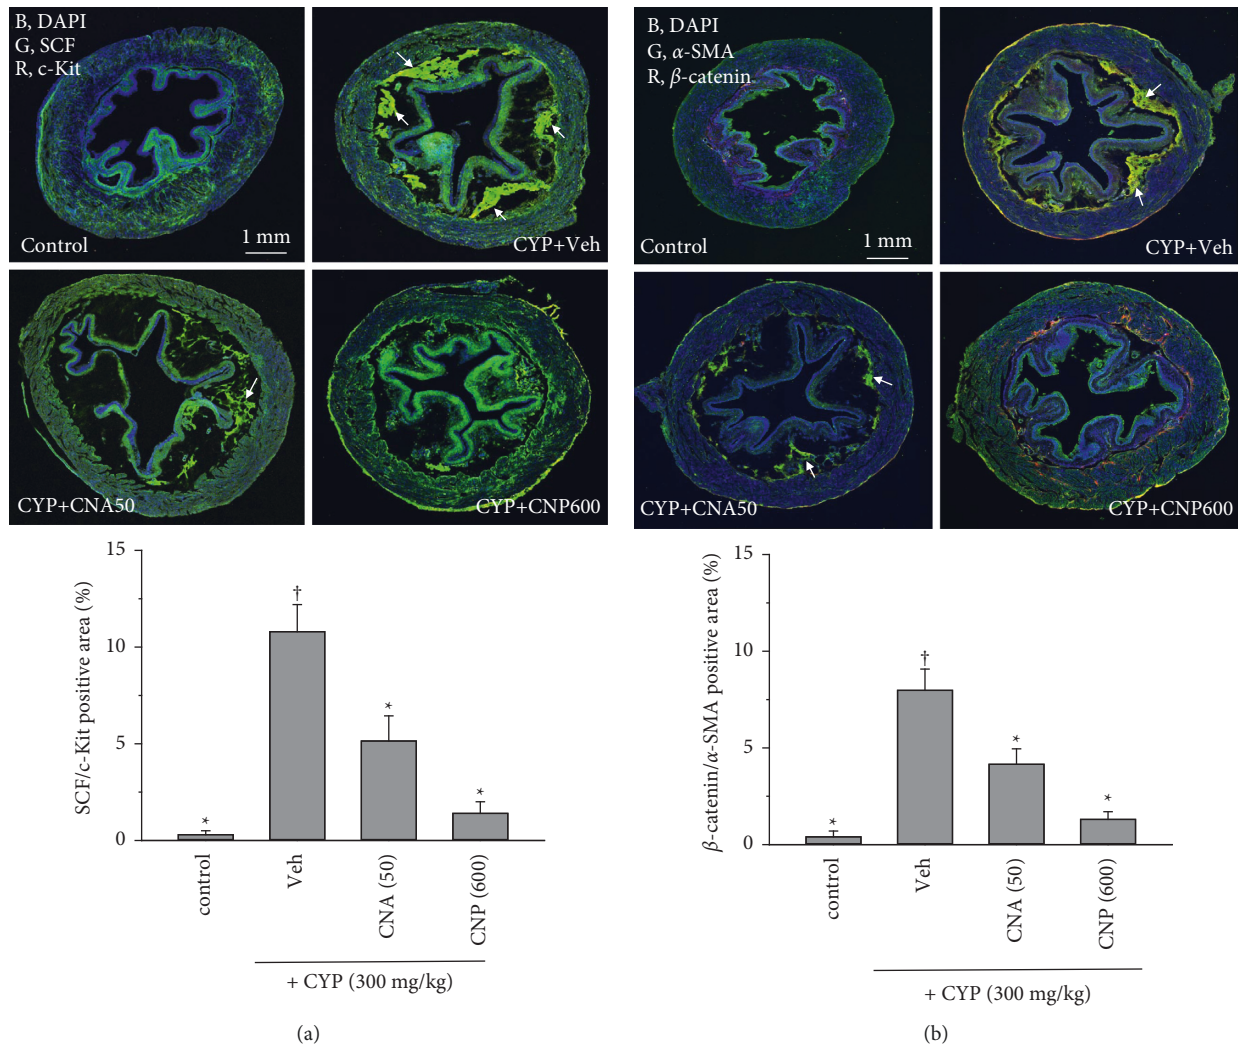 B, DAPI
G, SCF
R, c-Kit
Control
1 mm
CYP+Veh
CYP+CNA50
CYP+CNP600
15
10
5
0
SCF/c-Kit positive area (%)
*
†
*
*
control
Veh
CNA (50)
CNP (600)
+ CYP (300 mg/kg)
(a)
B, DAPI
G, α-SMA
R, β-catenin
Control
1 mm
CYP+Veh
CYP+CNA50
CYP+CNP600
15
10
5
0
β-catenin/α-SMA positive area (%)
*
†
*
*
control
Veh
CNA (50)
CNP (600)
+ CYP (300 mg/kg)
(b)